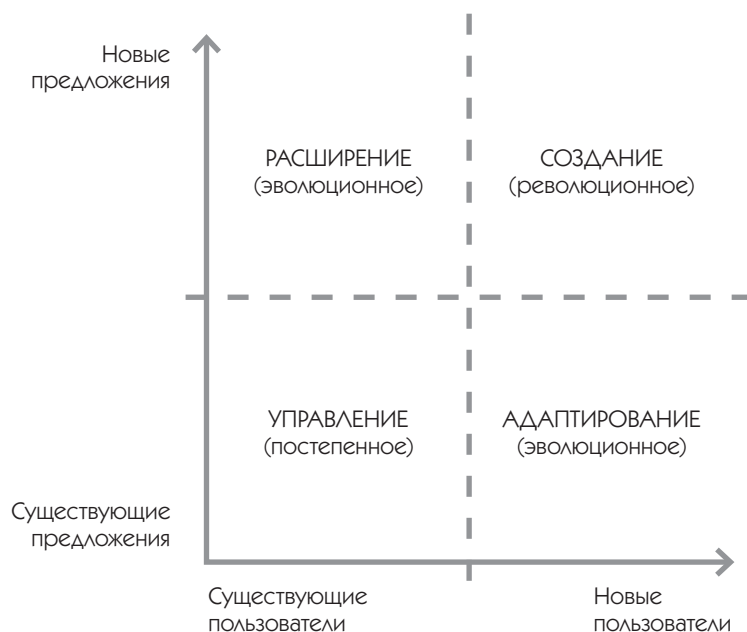 Новые
предложения
РАСШИРЕНИЕ
(эволюционное)
СОЗДАНИЕ
(революционное)
УПРАВЛЕНИЕ
(постепенное)
АДАПТИРОВАНИЕ
(эволюционное)
Существующие
предложения
Существующие
пользователи
Новые
пользователи